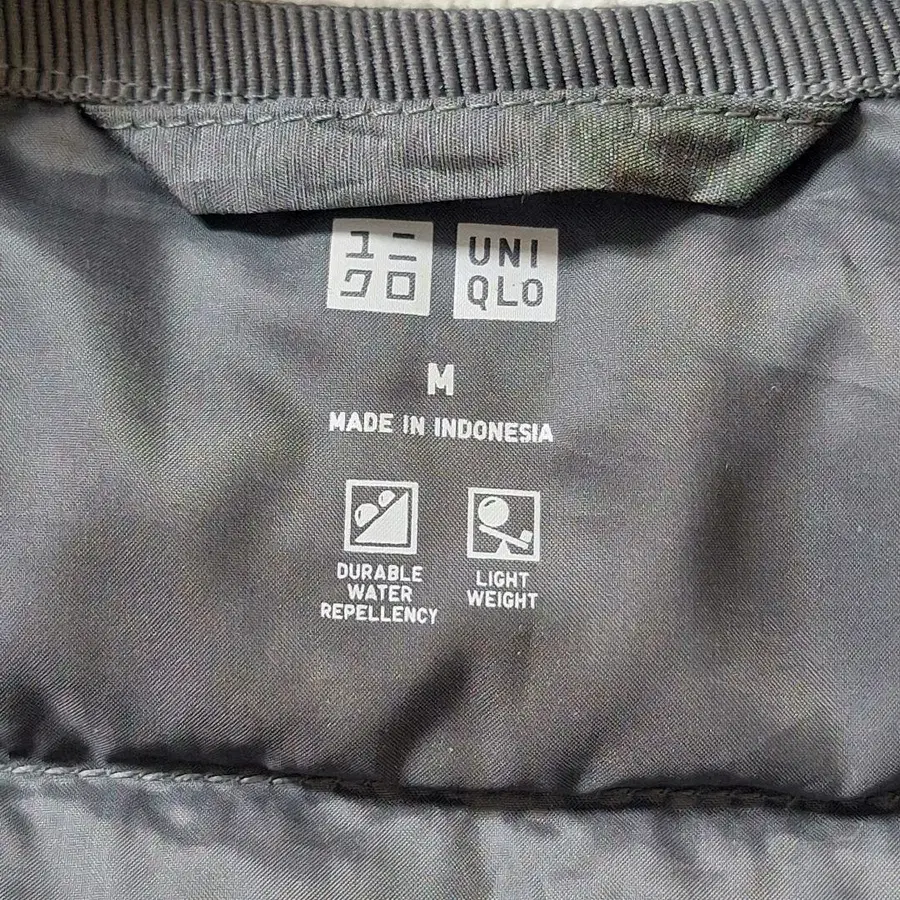 ユニ
クロ
UNI
QLO
M
MADE IN INDONESIA
DURABLE
WATER
REPELLENCY
LIGHT
WEIGHT